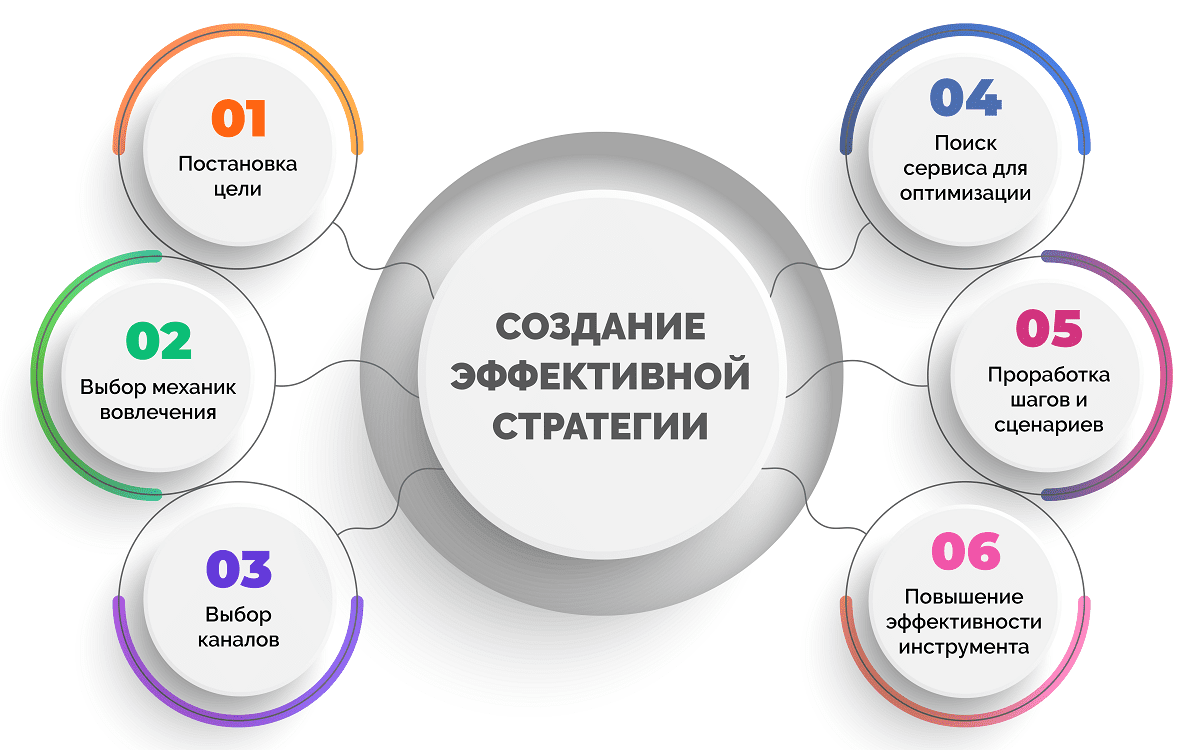 01
Постановка
цели
02
Выбор механик
вовлечения
03
Выбор
каналов
СОЗДАНИЕ
ЭФФЕКТИВНОЙ
СТРАТЕГИИ
04
Поиск
сервиса для
оптимизации
05
Проработка
шагов и
сценариев
06
Повышение
эффективности
инструмента